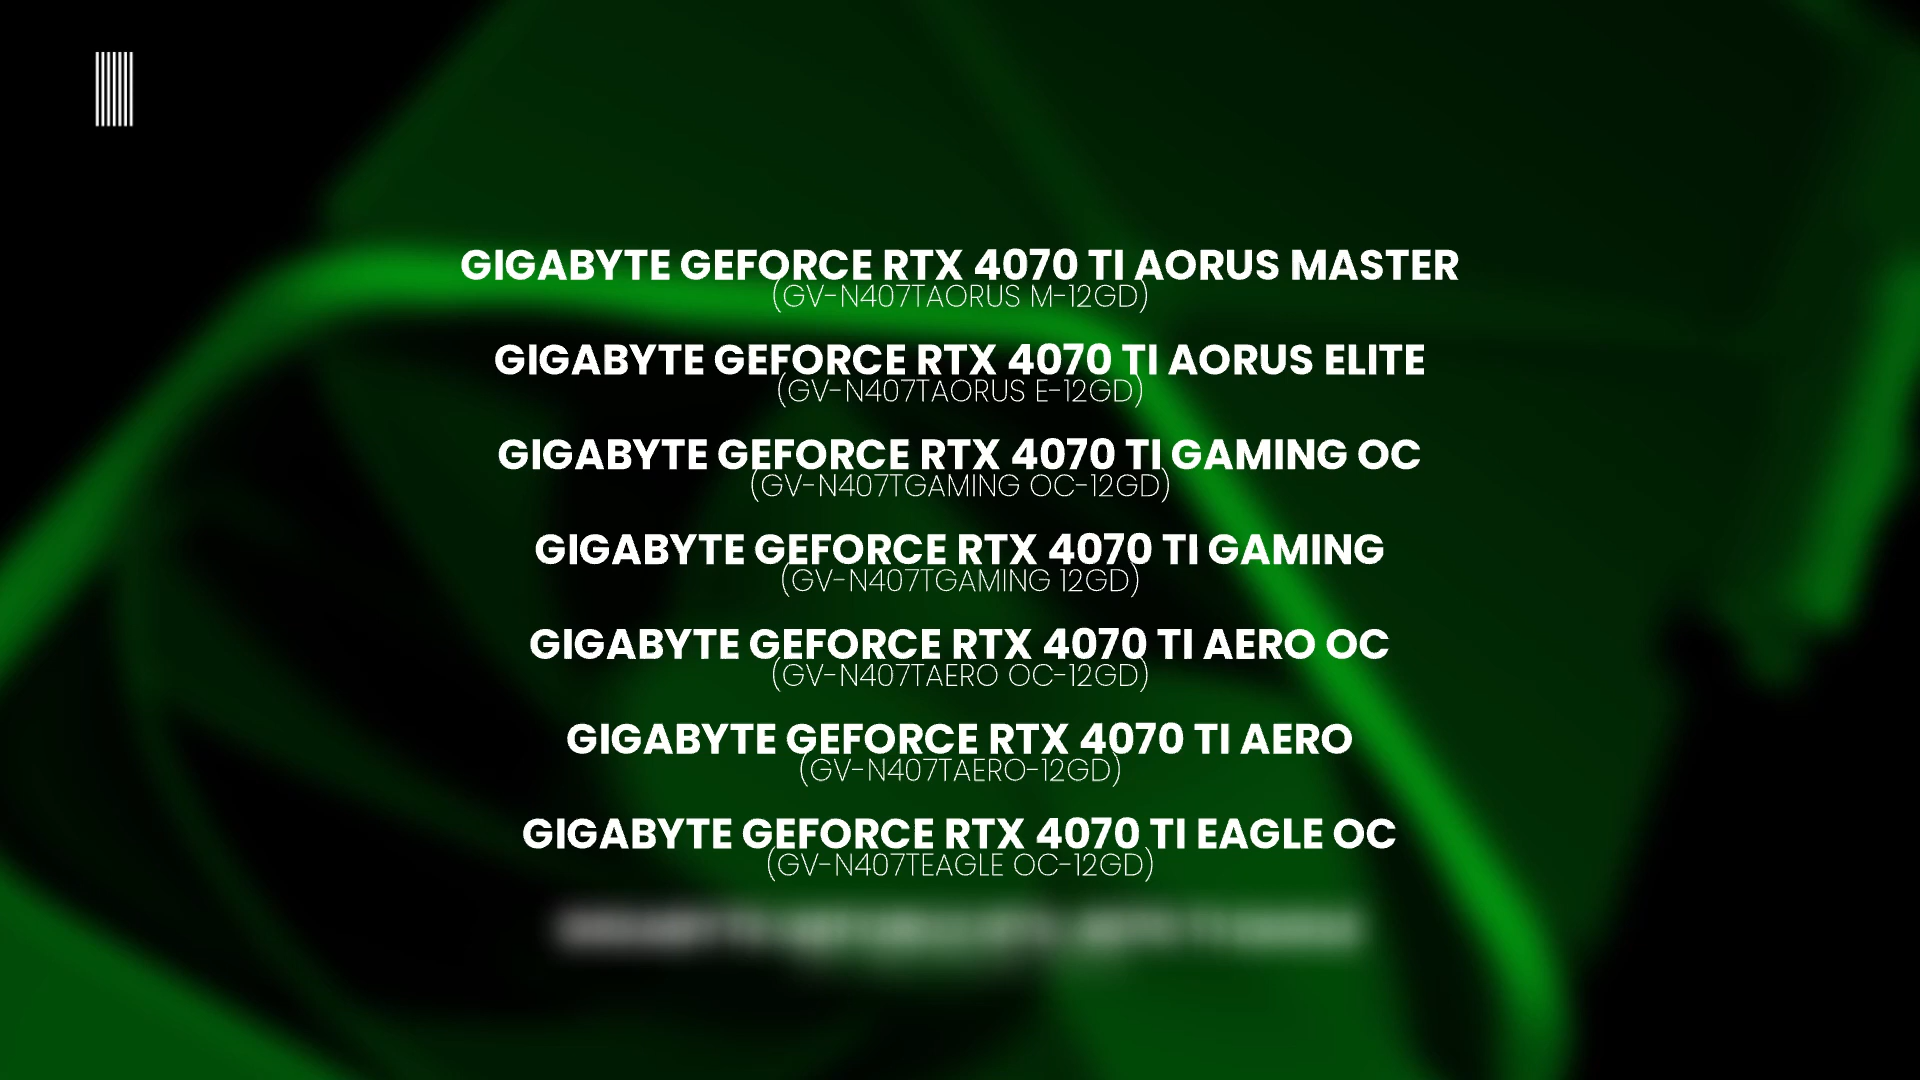 GIGABYTE GEFORCE RTX 4070 TI AORUS MASTER
(GV-N407TAORUS M-12GD)
GIGABYTE GEFORCE RTX 4070 TI AORUS ELITE
(GV-N407TAORUS E-12GD)
GIGABYTE GEFORCE RTX 4070 TI GAMING OC
(GV-N407TGAMING OC-12GD)
GIGABYTE GEFORCE RTX 4070 TI GAMING
(GV-N407TGAMING 12GD)
GIGABYTE GEFORCE RTX 4070 TI AERO OC
(GV-N407TAERO OC-12GD)
GIGABYTE GEFORCE RTX 4070 TI AERO
(GV-N407TAERO-12GD)
GIGABYTE GEFORCE RTX 4070 TI EAGLE OC
(GV-N407TEAGLE OC-12GD)